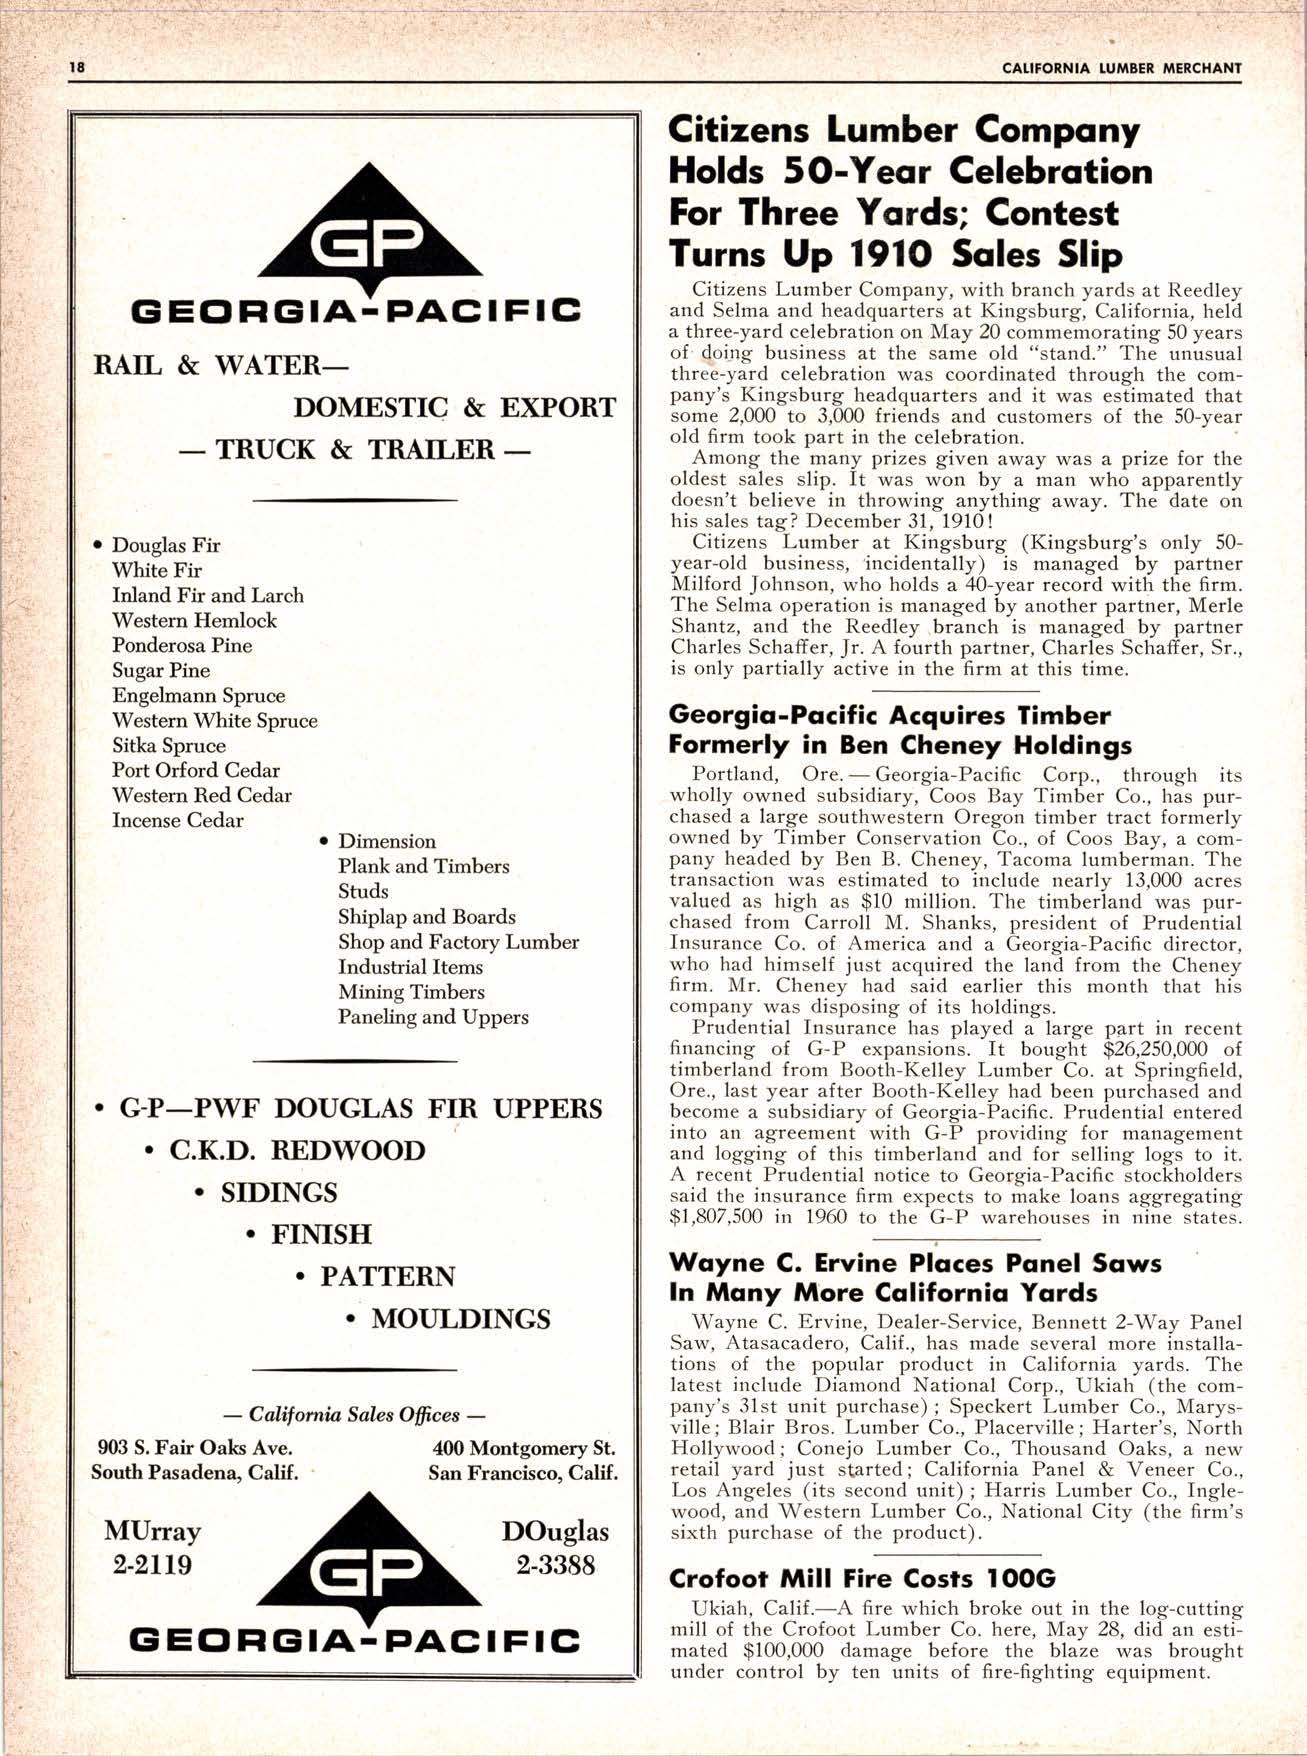 18
CALIFORNIA LUMBER MERCHANT
GP
GEORGIA-PACIFIC
RAIL & WATER—
DOMESTIC & EXPORT
— TRUCK & TRAILER —
• Douglas Fir
White Fir
Inland Fir and Larch
Western Hemlock
Ponderosa Pine
Sugar Pine
Engelmann Spruce
Western White Spruce
Sitka Spruce
Port Orford Cedar
Western Red Cedar
Incense Cedar
• Dimension
Plank and Timbers
Studs
Shiplap and Boards
Shop and Factory Lumber
Industrial Items
Mining Timbers
Paneling and Uppers
• G-P—PWF DOUGLAS FIR UPPERS
• C.K.D. REDWOOD
• SIDINGS
• FINISH
• PATTERN
• MOULDINGS
— California Sales Offices —
903 S. Fair Oaks Ave.
South Pasadena, Calif.
400 Montgomery St.
San Francisco, Calif.
MUrray
2-2119
DOuglas
2-3388
GP
GEORGIA-PACIFIC
Citizens Lumber Company
Holds 50-Year Celebration
For Three Yards; Contest
Turns Up 1910 Sales Slip
Citizens Lumber Company, with branch yards at Reedley
and Selma and headquarters at Kingsburg, California, held
a three-yard celebration on May 20 commemorating 50 years
of doing business at the same old “stand.” The unusual
three-yard celebration was coordinated through the com-
pany’s Kingsburg headquarters and it was estimated that
some 2,000 to 3,000 friends and customers of the 50-year
old firm took part in the celebration.
Among the many prizes given away was a prize for the
oldest sales slip. It was won by a man who apparently
doesn’t believe in throwing anything away. The date on
his sales tag? December 31, 1910!
Citizens Lumber at Kingsburg (Kingsburg’s only 50-
year-old business, incidentally) is managed by partner
Milford Johnson, who holds a 40-year record with the firm.
The Selma operation is managed by another partner, Merle
Shantz, and the Reedley branch is managed by partner
Charles Schaffer, Jr. A fourth partner, Charles Schaffer, Sr.,
is only partially active in the firm at this time.
Georgia-Pacific Acquires Timber
Formerly in Ben Cheney Holdings
Portland, Ore. — Georgia-Pacific Corp., through its
wholly owned subsidiary, Coos Bay Timber Co., has pur-
chased a large southwestern Oregon timber tract formerly
owned by Timber Conservation Co., of Coos Bay, a com-
pany headed by Ben B. Cheney, Tacoma lumberman. The
transaction was estimated to include nearly 13,000 acres
valued as high as $10 million. The timberland was pur-
chased from Carroll M. Shanks, president of Prudential
Insurance Co. of America and a Georgia-Pacific director,
who had himself just acquired the land from the Cheney
firm. Mr. Cheney had said earlier this month that his
company was disposing of its holdings.
Prudential Insurance has played a large part in recent
financing of G-P expansions. It bought $26,250,000 of
timberland from Booth-Kelley Lumber Co. at Springfield,
Ore., last year after Booth-Kelley had been purchased and
become a subsidiary of Georgia-Pacific. Prudential entered
into an agreement with G-P providing for management
and logging of this timberland and for selling logs to it.
A recent Prudential notice to Georgia-Pacific stockholders
said the insurance firm expects to make loans aggregating
$1,807,500 in 1960 to the G-P warehouses in nine states.
Wayne C. Ervine Places Panel Saws
In Many More California Yards
Wayne C. Ervine, Dealer-Service, Bennett 2-Way Panel
Saw, Atasacadero, Calif., has made several more installa-
tions of the popular product in California yards. The
latest include Diamond National Corp., Ukiah (the com-
pany’s 31st unit purchase) ; Speckert Lumber Co., Marys-
ville; Blair Bros. Lumber Co., Placerville; Harter’s, North
Hollywood; Conejo Lumber Co., Thousand Oaks, a new
retail yard just started; California Panel & Veneer Co.,
Los Angeles (its second unit) ; Harris Lumber Co., Ingle-
wood, and Western Lumber Co., National City (the firm’s
sixth purchase of the product).
Crofoot Mill Fire Costs 100G
Ukiah, Calif.—A fire which broke out in the log-cutting
mill of the Crofoot Lumber Co. here, May 28, did an esti-
mated $100,000 damage before the blaze was brought
under control by ten units of fire-fighting equipment.